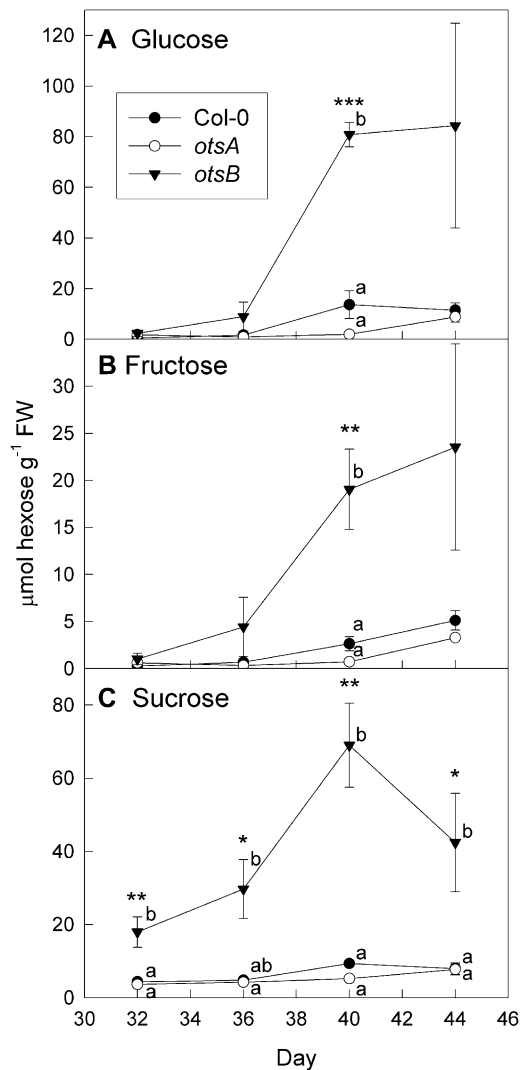 A Glucose
120
100
80
60
40
20
0
Col-0
otsA
otsB
***
b
a
a
B Fructose
30
25
20
15
10
5
0
**
b
a
a
µmol hexose g⁻¹ FW
C Sucrose
80
60
40
20
0
**
b
a
a
*
b
ab
a
**
b
a
a
*
b
a
a
30 32 34 36 38 40 42 44 46
Day